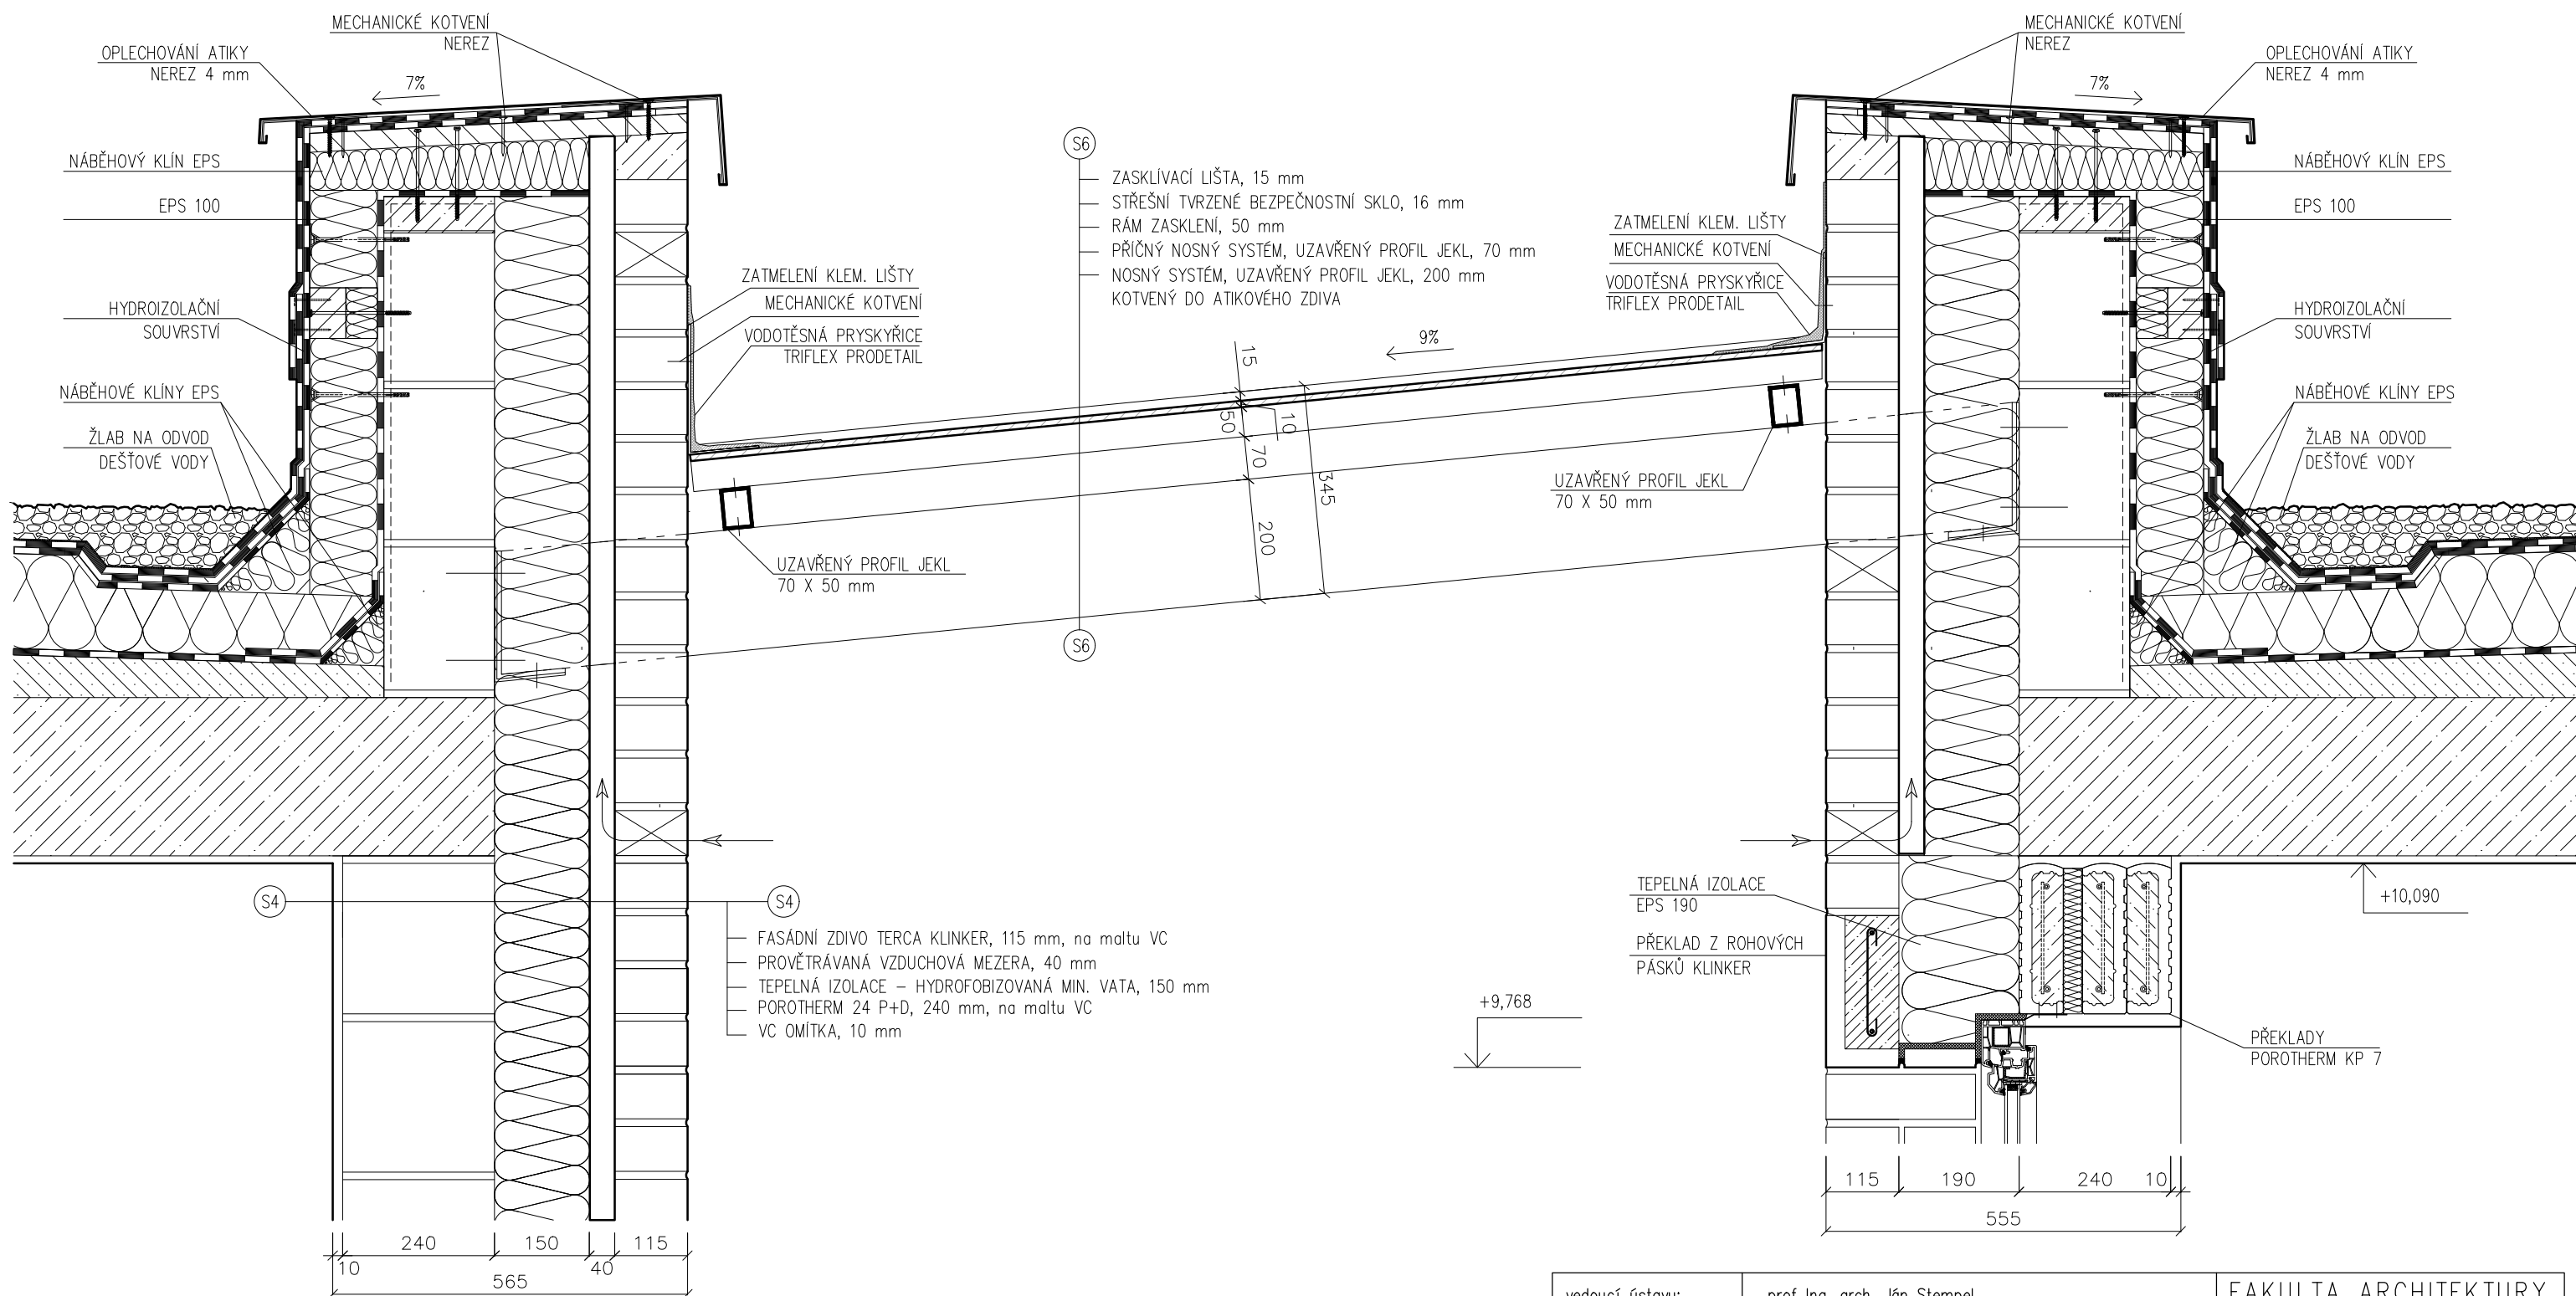 MECHANICKÉ KOTVENÍ
NEREZ
OPLECHOVÁNÍ ATIKY
NEREZ 4 mm
7%
NÁBĚHOVÝ KLÍN EPS
EPS 100
HYDROIZOLAČNÍ
SOUVRSTVÍ
NÁBĚHOVÉ KLÍNY EPS
ŽLAB NA ODVOD
DEŠŤOVÉ VODY
ZATMELENÍ KLEM. LIŠTY
MECHANICKÉ KOTVENÍ
VODOTĚSNÁ PRYSKYŘICE
TRIFLEX PRODETAIL
UZAVŘENÝ PROFIL JEKL
70 X 50 mm
S6
ZASKLÍVACÍ LIŠTA, 15 mm
STŘEŠNÍ TVRZENÉ BEZPEČNOSTNÍ SKLO, 16 mm
RÁM ZASKLENÍ, 50 mm
PŘÍČNÝ NOSNÝ SYSTÉM, UZAVŘENÝ PROFIL JEKL, 70 mm
NOSNÝ SYSTÉM, UZAVŘENÝ PROFIL JEKL, 200 mm
KOTVENÝ DO ATIKOVÉHO ZDIVA
9%
15
10
50
70
345
200
S6
MECHANICKÉ KOTVENÍ
NEREZ
OPLECHOVÁNÍ ATIKY
NEREZ 4 mm
7%
NÁBĚHOVÝ KLÍN EPS
EPS 100
ZATMELENÍ KLEM. LIŠTY
MECHANICKÉ KOTVENÍ
VODOTĚSNÁ PRYSKYŘICE
TRIFLEX PRODETAIL
HYDROIZOLAČNÍ
SOUVRSTVÍ
NÁBĚHOVÉ KLÍNY EPS
ŽLAB NA ODVOD
DEŠŤOVÉ VODY
UZAVŘENÝ PROFIL JEKL
70 X 50 mm
S4
S4
FASÁDNÍ ZDIVO TERCA KLINKER, 115 mm, na maltu VC
PROVĚTRÁVANÁ VZDUCHOVÁ MEZERA, 40 mm
TEPELNÁ IZOLACE – HYDROFOBIZOVANÁ MIN. VATA, 150 mm
POROTHERM 24 P+D, 240 mm, na maltu VC
VC OMÍTKA, 10 mm
TEPELNÁ IZOLACE
EPS 190
PŘEKLAD Z ROHOVÝCH
PÁSKŮ KLINKER
+10,090
+9,768
PŘEKLADY
POROTHERM KP 7
115
190
240
10
555
240
150
115
10
40
565
vedoucí ústavu:
prof. Ing. arch. Ján Stempel
FAKULTA ARCHITEKTURY